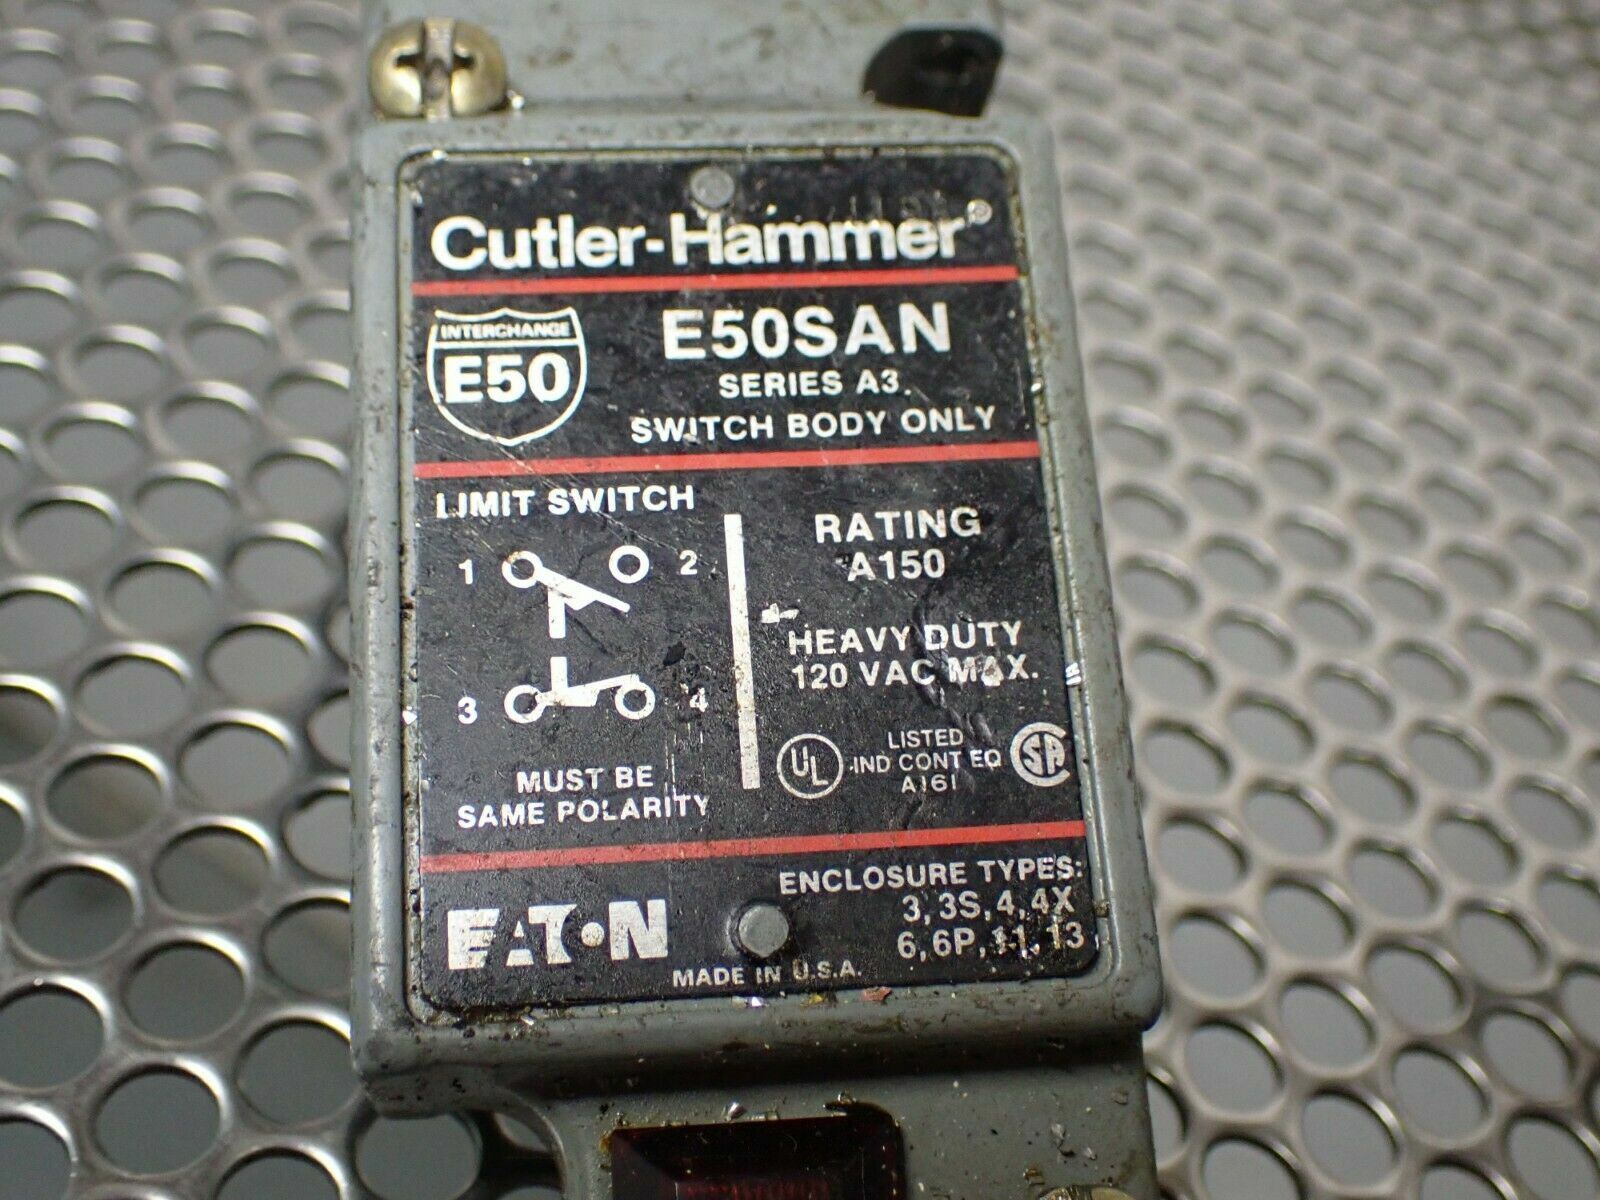 Cutler-Hammer®
INTERCHANGE
E50
E50SAN
SERIES A3.
SWITCH BODY ONLY
LIMIT SWITCH
1 2
3 4
MUST BE
SAME POLARITY
RATING
A150
HEAVY DUTY
120 VAC MAX.
UL
LISTED
IND CONT EQ
A161
SA
ENCLOSURE TYPES:
3, 3S, 4, 4X
6, 6P, 11, 13
EATON
MADE IN U.S.A.